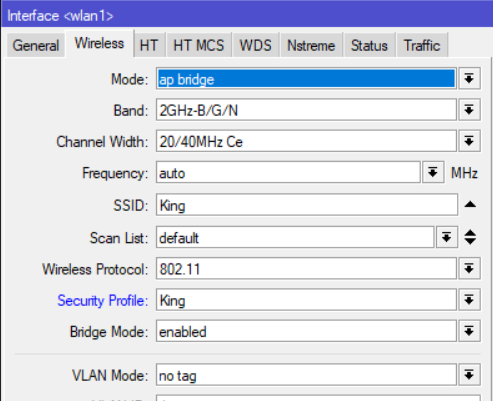 Interface <wlan1>
General Wireless HT HT MCS WDS Nstreme Status Traffic
Mode: ap bridge
Band: 2GHz-B/G/N
Channel Width: 20/40MHz Ce
Frequency: auto MHz
SSID: King
Scan List: default
Wireless Protocol: 802.11
Security Profile: King
Bridge Mode: enabled
VLAN Mode: no tag